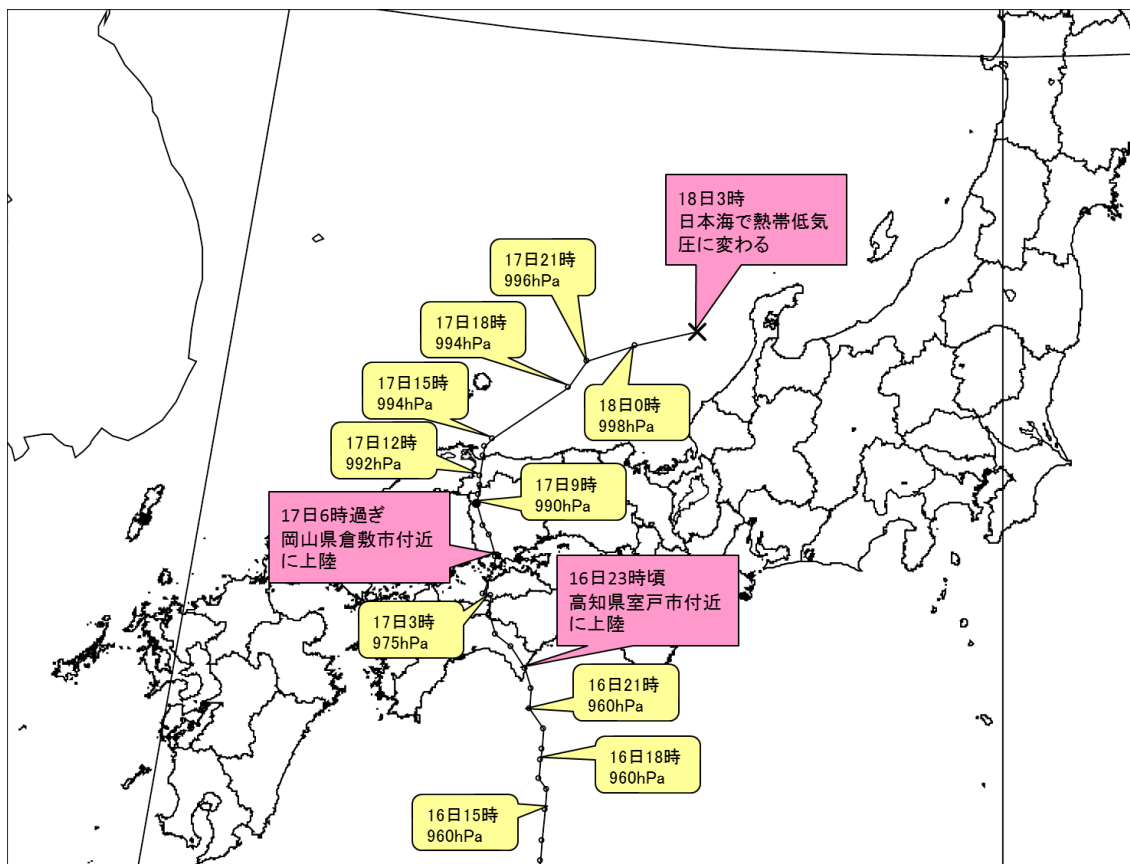 18日3時
日本海で熱帯低気
圧に変わる
17日21時
996hPa
17日18時
994hPa
17日15時
994hPa
18日0時
998hPa
17日12時
992hPa
17日9時
990hPa
17日6時過ぎ
岡山県倉敷市付近
に上陸
16日23時頃
高知県室戸市付近
に上陸
17日3時
975hPa
16日21時
960hPa
16日18時
960hPa
16日15時
960hPa